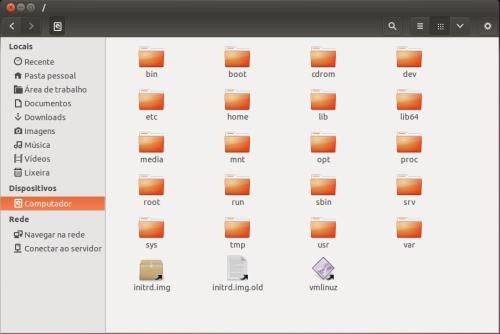 /
Locais
Recente
Pasta pessoal
Área de trabalho
Documentos
Downloads
Imagens
Música
Vídeos
Lixeira
Dispositivos
Computador
Rede
Navegar na rede
Conectar ao servidor
bin boot cdrom dev
etc home lib lib64
media mnt opt proc
root run sbin srv
sys tmp usr var
initrd.img initrd.img.old vmlinuz